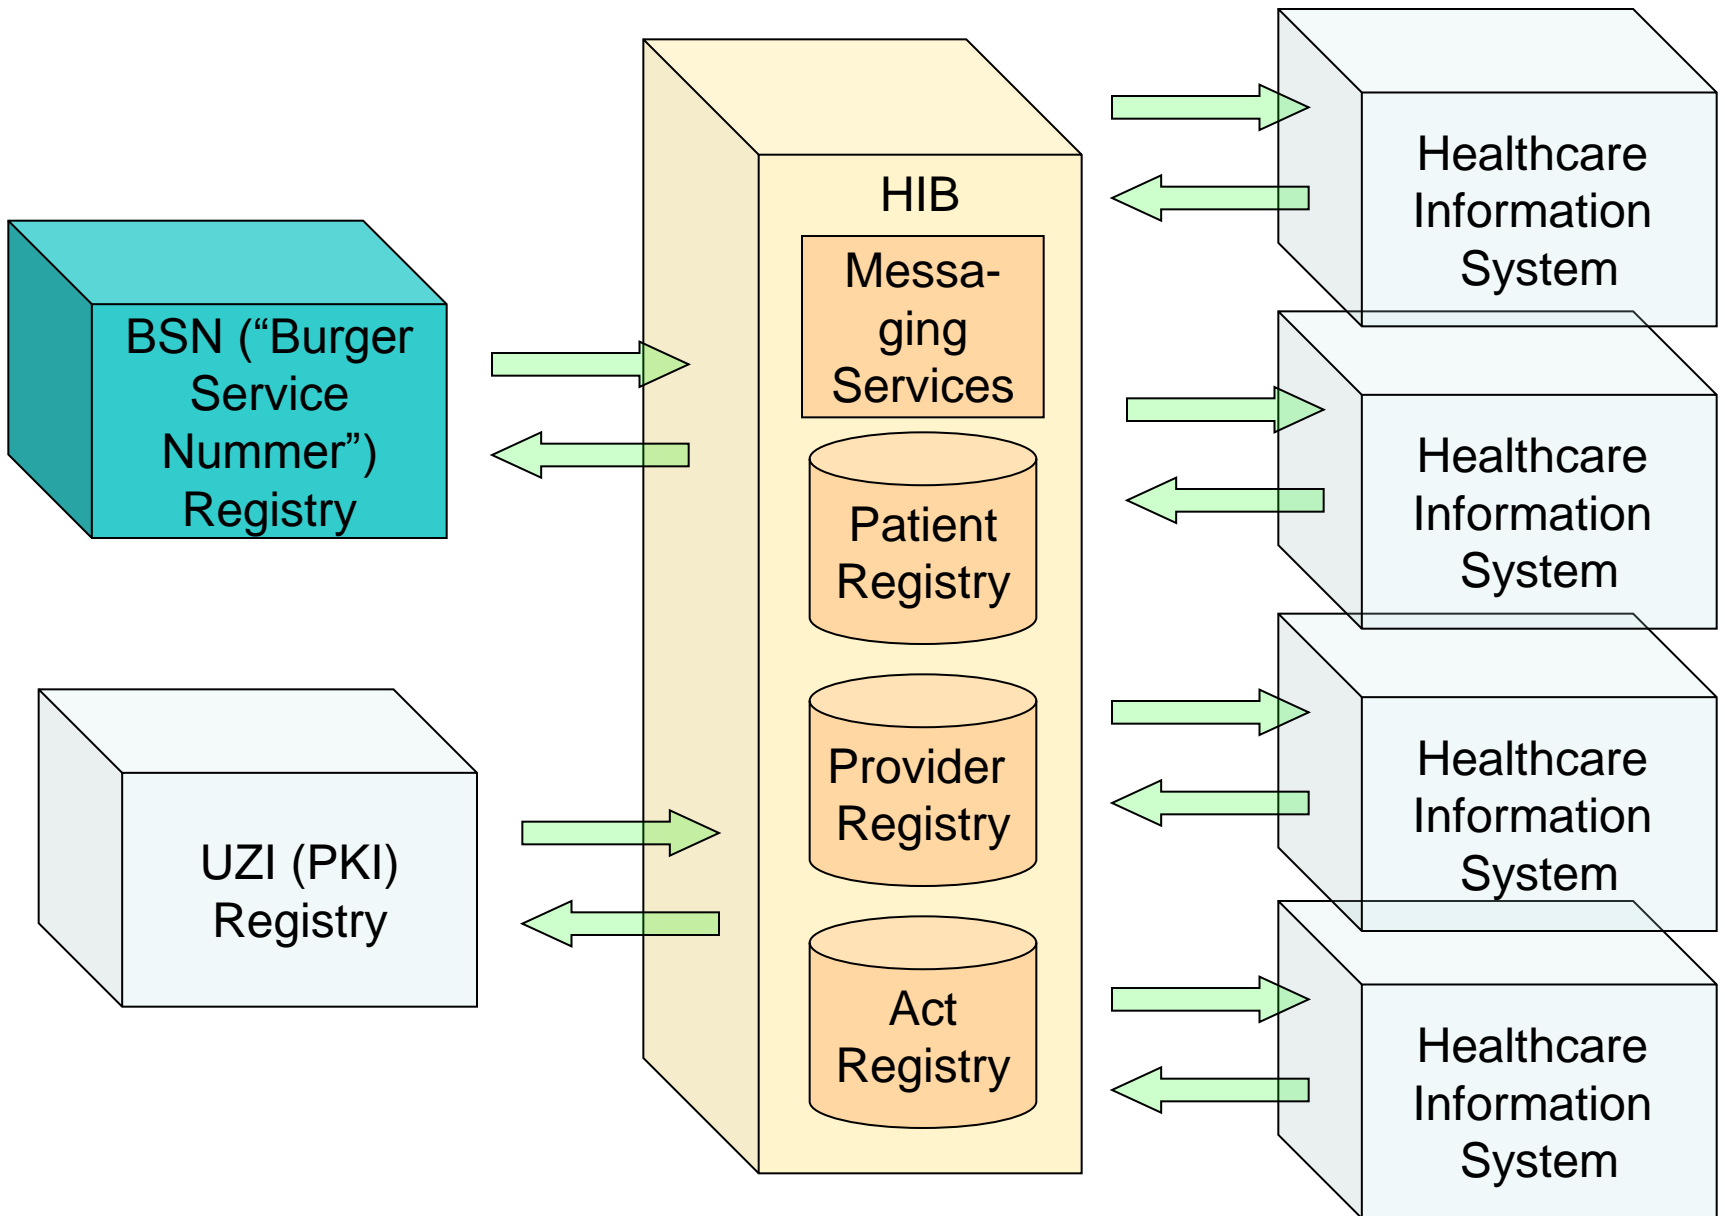 BSN (“Burger
Service
Nummer”)
Registry
UZI (PKI)
Registry
HIB
Messa-
ging
Services
Patient
Registry
Provider
Registry
Act
Registry
Healthcare
Information
System
Healthcare
Information
System
Healthcare
Information
System
Healthcare
Information
System